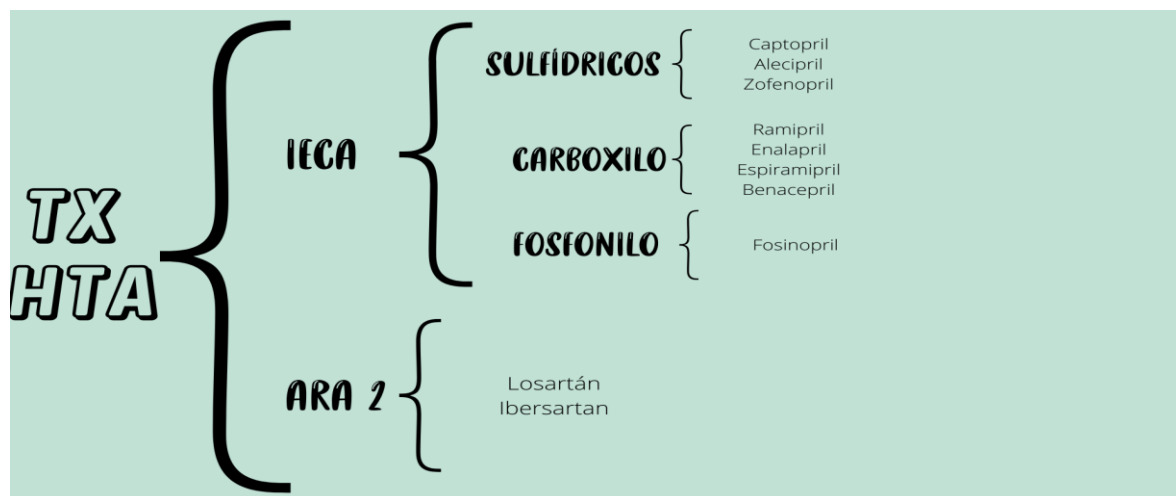 TX
HTA
IECA
SULFÍDRICOS
Captopril
Alecipril
Zofenopril
CARBOXILO
Ramipril
Enalapril
Espiramipril
Benacepril
FOSFONILO
Fosinopril
ARA 2
Losartán
Ibersartan